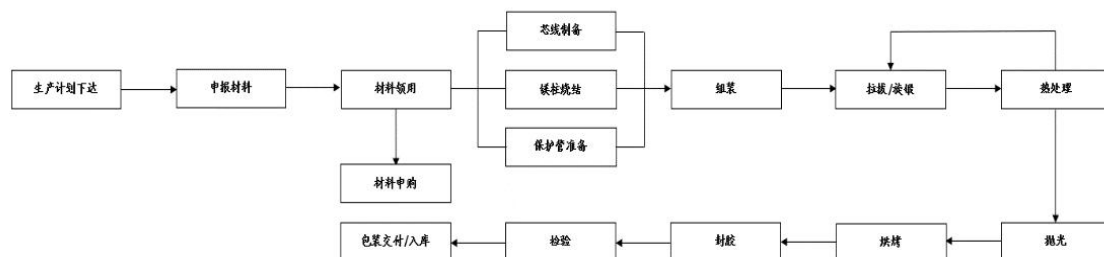 芯线制备
生产计划下达
申报材料
材料领用
镁柱烧结
组装
拉拔/旋锻
热处理
保护管准备
材料申购
包装交付/入库
检验
封胶
烘烤
抛光